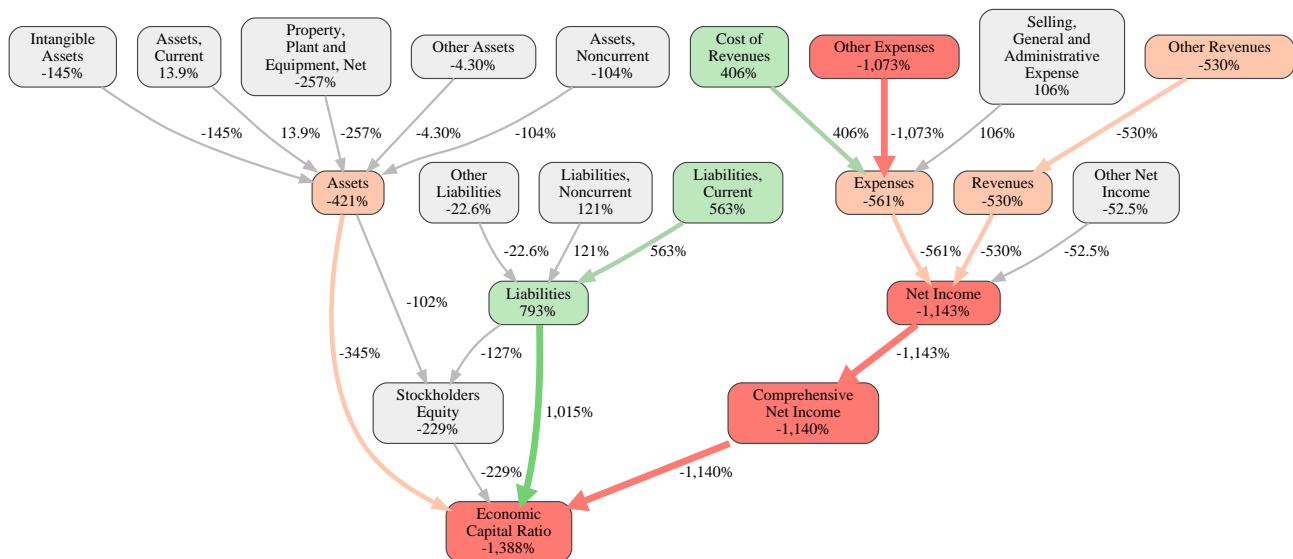 Intangible
Assets
-145%
Assets,
Current
13.9%
Property,
Plant and
Equipment, Net
-257%
Other Assets
-4.30%
Assets,
Noncurrent
-104%
Cost of
Revenues
406%
Other Expenses
-1,073%
Selling,
General and
Administrative
Expense
106%
Other Revenues
-530%
-145%
13.9%
-257%
-4.30%
-104%
406%
-1,073%
106%
-530%
Assets
-421%
Other
Liabilities
-22.6%
Liabilities,
Noncurrent
121%
Liabilities,
Current
563%
Expenses
-561%
Revenues
-530%
Other Net
Income
-52.5%
-22.6%
121%
563%
-561%
-530%
-52.5%
-102%
Liabilities
793%
Net Income
-1,143%
-345%
-127%
-1,143%
Stockholders
Equity
-229%
1,015%
Comprehensive
Net Income
-1,140%
-229%
-1,140%
Economic
Capital Ratio
-1,388%